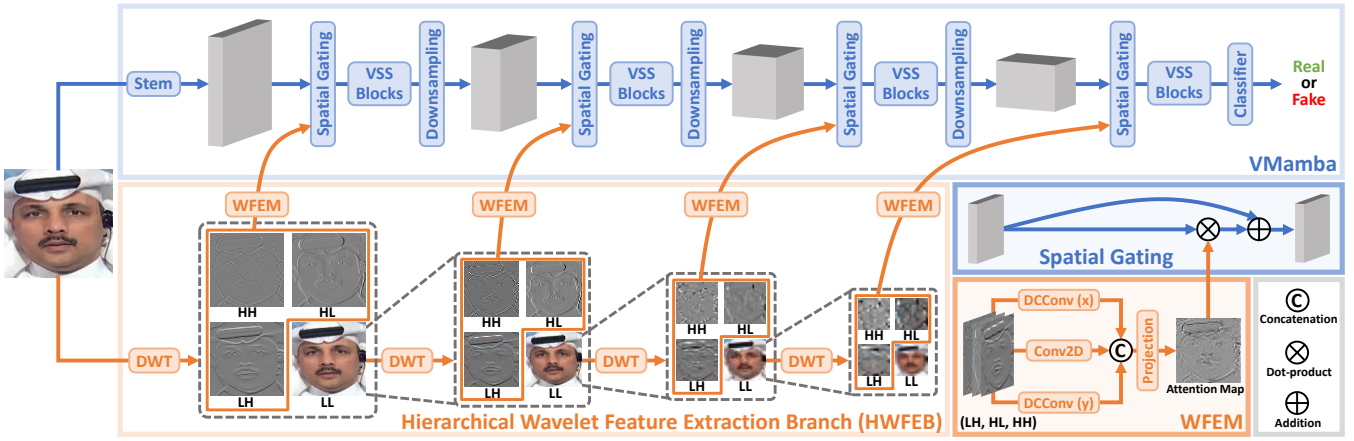 Stem
Spatial Gating
VSS
Blocks
Downsampling
Spatial Gating
VSS
Blocks
Downsampling
Spatial Gating
VSS
Blocks
Downsampling
Spatial Gating
VSS
Blocks
Classifier
Real
or
Fake
VMamba
WFEM
WFEM
WFEM
WFEM
HH
HL
LH
LL
HH
HL
LH
LL
HH
HL
LH
LL
HH
HL
LH
LL
DWT
DWT
DWT
DWT
Hierarchical Wavelet Feature Extraction Branch (HWFEB)
Spatial Gating
DCConv (x)
Conv2D
DCConv (y)
(LH, HL, HH)
C
Projection
Attention Map
WFEM
C
Concatenation
Dot-product
Addition